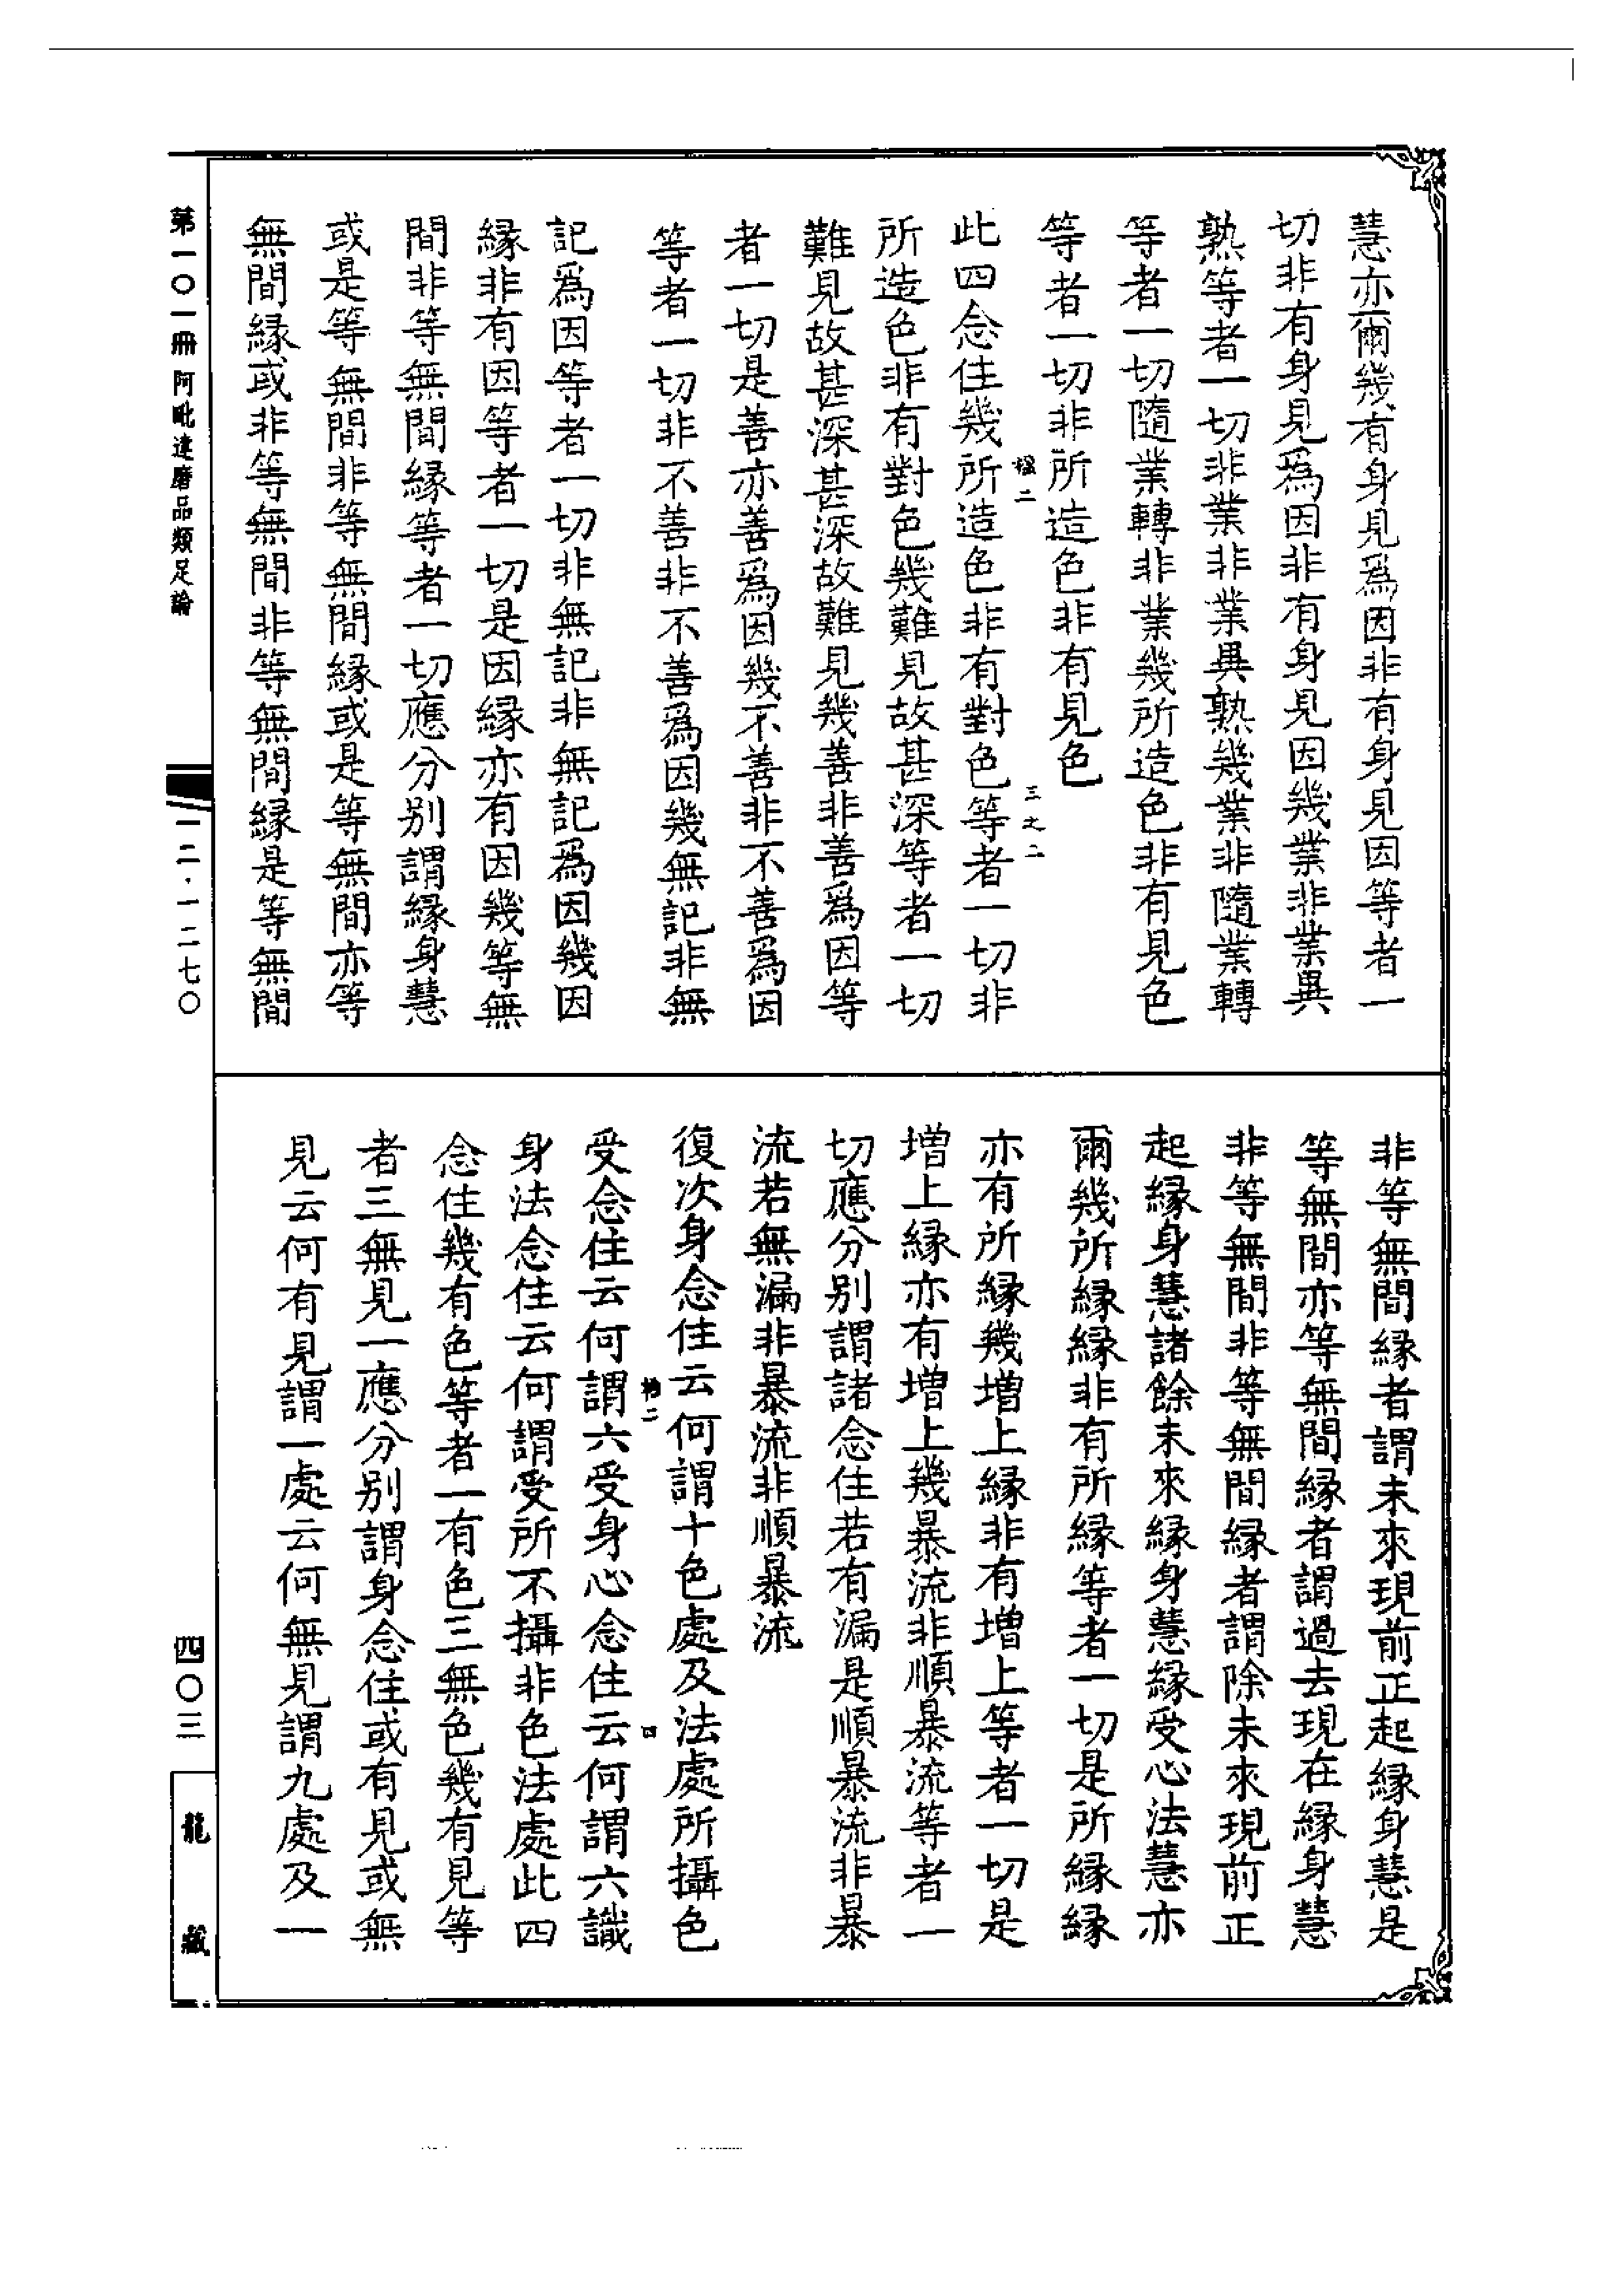 慧亦爾幾有身見爲因非有身見因等者一
切非有身見爲因非有身見因幾業非業異
熟等者一切非業非業異熟幾業非隨業轉
等者一切隨業轉非業幾所造色非有見色
等者一切非所造色非有見色
二
三之二
此四念住幾所造色非有對色等者一切非
所造色非有對色幾難見故甚深等者一切
難見故甚深甚深故難見幾善非善爲因等
者一切是善亦善爲因幾不善非不善爲因
等者一切非不善非不善爲因幾無記非無
記爲因等者一切非無記非無記爲因幾因
緣非有因等者一切是因緣亦有因幾等無
間非等無間緣等者一切應分別謂緣身慧
或是等無間非等無間緣或是等無間亦等
無間緣或非等無間非等無間緣是等無間
非等無間緣者謂未來現前正起緣身慧是
等無間亦等無間緣者謂過去現在緣身慧
非等無間非等無間緣者謂除未來現前正
起緣身慧諸餘未來緣身慧緣受心法慧亦
爾幾所緣緣非有所緣等者一切是所緣緣
亦有所緣幾增上緣非有增上等者一切是
增上緣亦有增上幾暴流非順暴流等者一
切應分別謂諸念住若有漏是順暴流非暴
流若無漏非暴流非順暴流
復次身念住云何謂十色處及法處所攝色
二
四
受念住云何謂六受身心念住云何謂六識
身法念住云何謂受所不攝非色法處此四
念住幾有色等者一有色三無色幾有見等
者三無見一應分別謂身念住或有見或無
見云何有見謂一處云何無見謂九處及一
第一〇一冊 阿毗達磨品類足論
一二·一二七〇
四〇三
龍藏